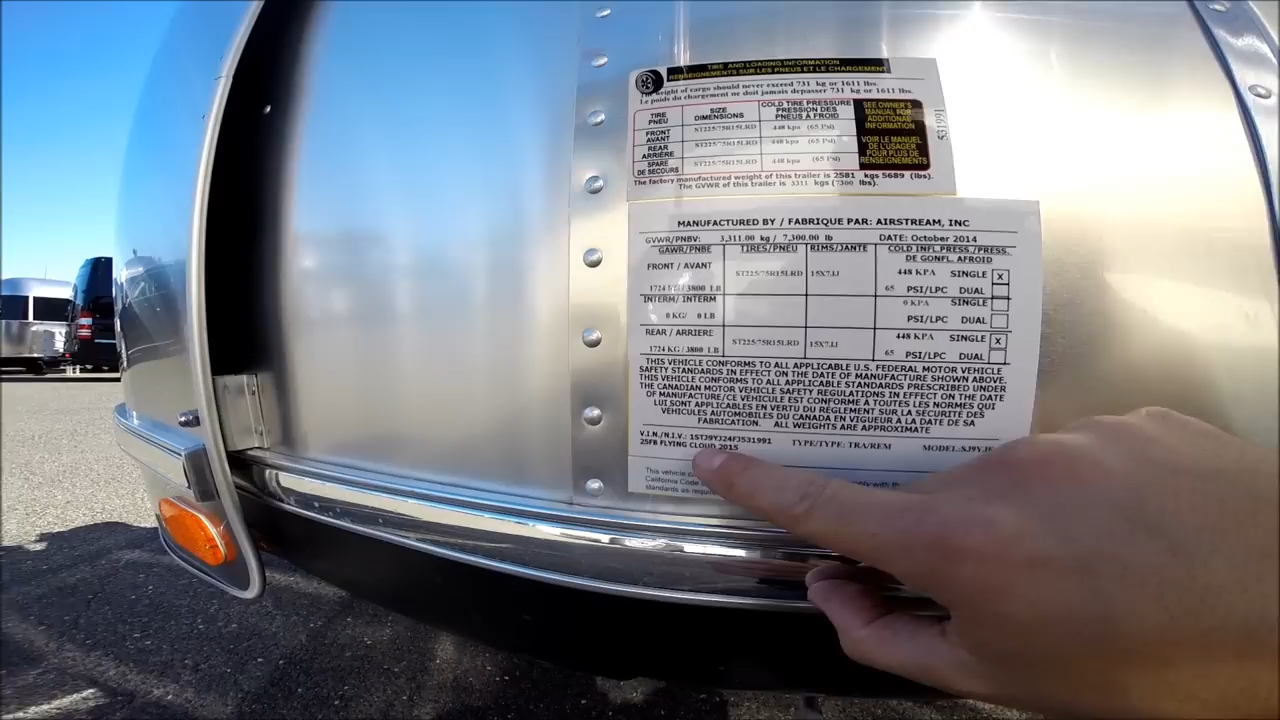 TIRE AND LOADING INFORMATION
RENSEIGNEMENTS SUR LES PNEUS ET LE CHARGEMENT
The weight of cargo should never exceed 731 kg or 1611 lbs.
Le poids du chargement ne doit jamais depasser 731 kg or 1611 lbs.
TIRE PNEU SIZE DIMENSIONS COLD TIRE PRESSURE PRESSION DES PNEUS À FROID
FRONT AVANT ST225/75R15LRD 448 kpa (65 Psi)
REAR ARRIÈRE ST225/75R15LRD 448 kpa (65 Psi)
SPARE DE SECOURS ST225/75R15LRD 448 kpa (65 Psi)
SEE OWNER'S
MANUAL FOR
ADDITIONAL
INFORMATION
VOIR LE MANUEL
DE L'USAGER
POUR PLUS DE
RENSEIGNEMENTS
531991
The factory manufactured weight of this trailer is 2581 kgs 5689 (lbs).
The GVWR of this trailer is 3311 kgs (7300 lbs).
MANUFACTURED BY / FABRIQUE PAR: AIRSTREAM, INC
GVWR/PNBV: 3,311.00 kg / 7,300.00 lb DATE: October 2014
GAWR/PNBE TIRES/PNEU RIMS/JANTE COLD INFL.PRESS./PRESS.
DE GONFL. AFROID
FRONT / AVANT ST225/75R15LRD 15X7JJ 448 KPA SINGLE X
1724 KG / 3800 LB 65 PSI/LPC DUAL
INTERM/ INTERM 0 KPA SINGLE
0 KG/ 0 LB PSI/LPC DUAL
REAR / ARRIERE ST225/75R15LRD 15X7JJ 448 KPA SINGLE X
1724 KG / 3800 LB 65 PSI/LPC DUAL
THIS VEHICLE CONFORMS TO ALL APPLICABLE U.S. FEDERAL MOTOR VEHICLE
SAFETY STANDARDS IN EFFECT ON THE DATE OF MANUFACTURE SHOWN ABOVE.
THIS VEHICLE CONFORMS TO ALL APPLICABLE STANDARDS PRESCRIBED UNDER
THE CANADIAN MOTOR VEHICLE SAFETY REGULATIONS IN EFFECT ON THE DATE
OF MANUFACTURE/CE VÉHICULE EST CONFORME À TOUTES LES NORMES QUI
LUI SONT APPLICABLES EN VERTU DU RÈGLEMENT SUR LA SÉCURITÉ DES
VÉHICULES AUTOMOBILES DU CANADA EN VIGUEUR À LA DATE DE SA
FABRICATION. ALL WEIGHTS ARE APPROXIMATE
V.I.N./N.I.V.: 1STJ9YJ24FJ531991 TYPE/TYPE: TRA/REM MODEL:SJ9YJF
25FB FLYING CLOUD 2015
This vehicle
California Code with
standards as